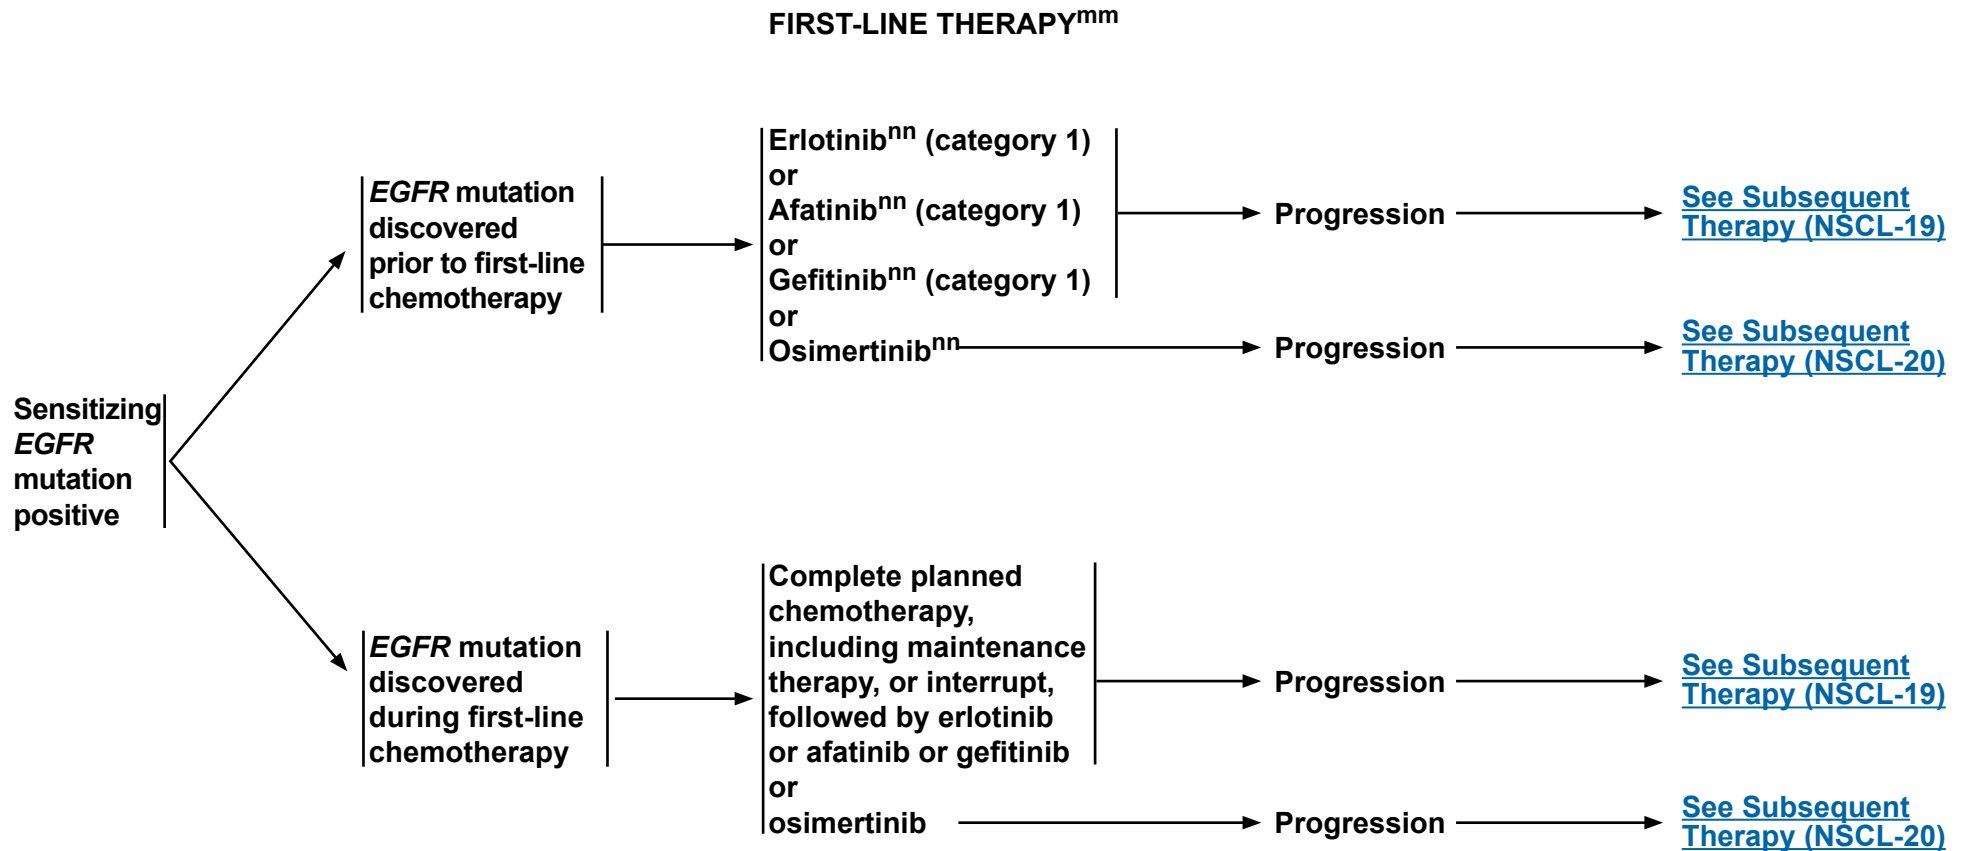 FIRST-LINE THERAPYmm
Sensitizing
EGFR
mutation
positive
EGFR mutation
discovered
prior to first-line
chemotherapy
Erlotinibnn (category 1)
or
Afatinibnn (category 1)
or
Gefitinibnn (category 1)
or
Osimertinibnn
Progression
See Subsequent
Therapy (NSCL-19)
Progression
See Subsequent
Therapy (NSCL-20)
EGFR mutation
discovered
during first-line
chemotherapy
Complete planned
chemotherapy,
including maintenance
therapy, or interrupt,
followed by erlotinib
or afatinib or gefitinib
or
osimertinib
Progression
See Subsequent
Therapy (NSCL-19)
Progression
See Subsequent
Therapy (NSCL-20)